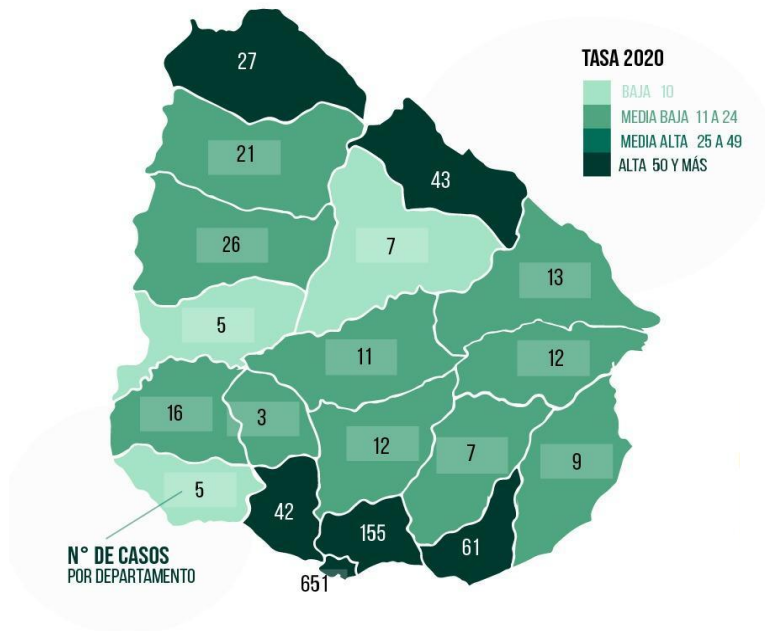 27
TASA 2020
BAJA 10
MEDIA BAJA 11 A 24
MEDIA ALTA 25 A 49
ALTA 50 Y MÁS
21
43
26
7
13
5
11
12
16
3
12
7
9
5
42
155
61
N° DE CASOS
POR DEPARTAMENTO
651